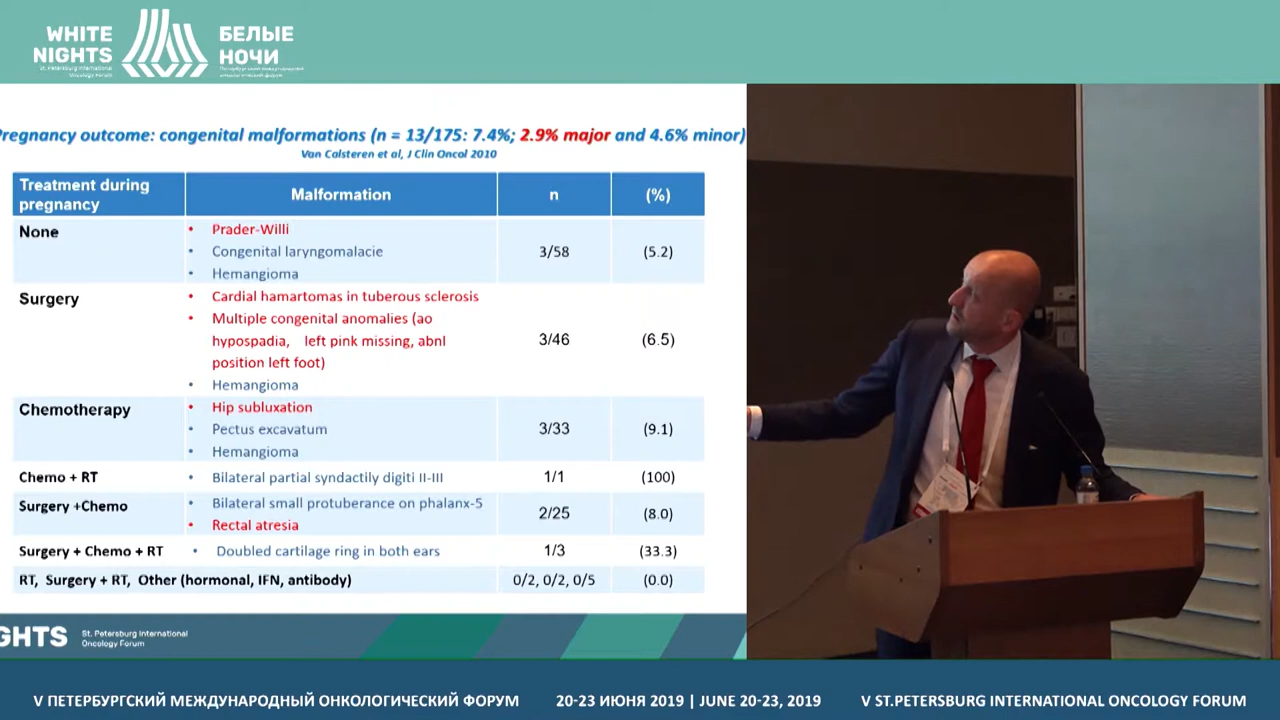 WHITE
NIGHTS
St. Petersburg International
Oncology Forum
БЕЛЫЕ
НОЧИ
Петербургский международный
онкологический форум
Pregnancy outcome: congenital malformations (n = 13/175: 7.4%; 2.9% major and 4.6% minor)
Van Calsteren et al, J Clin Oncol 2010
Treatment during
pregnancy
Malformation
n
(%)
None
• Prader-Willi
• Congenital laryngomalacie
• Hemangioma
3/58
(5.2)
Surgery
• Cardial hamartomas in tuberous sclerosis
• Multiple congenital anomalies (ao
hypospadia, left pink missing, abnl
position left foot)
• Hemangioma
3/46
(6.5)
Chemotherapy
• Hip subluxation
• Pectus excavatum
• Hemangioma
3/33
(9.1)
Chemo + RT
• Bilateral partial syndactily digiti II-III
1/1
(100)
Surgery +Chemo
• Bilateral small protuberance on phalanx-5
• Rectal atresia
2/25
(8.0)
Surgery + Chemo + RT
• Doubled cartilage ring in both ears
1/3
(33.3)
RT, Surgery + RT, Other (hormonal, IFN, antibody)
0/2, 0/2, 0/5
(0.0)
GHTS
St. Petersburg International
Oncology Forum
V ПЕТЕРБУРГСКИЙ МЕЖДУНАРОДНЫЙ ОНКОЛОГИЧЕСКИЙ ФОРУМ
20-23 ИЮНЯ 2019 | JUNE 20-23, 2019
V ST.PETERSBURG INTERNATIONAL ONCOLOGY FORUM